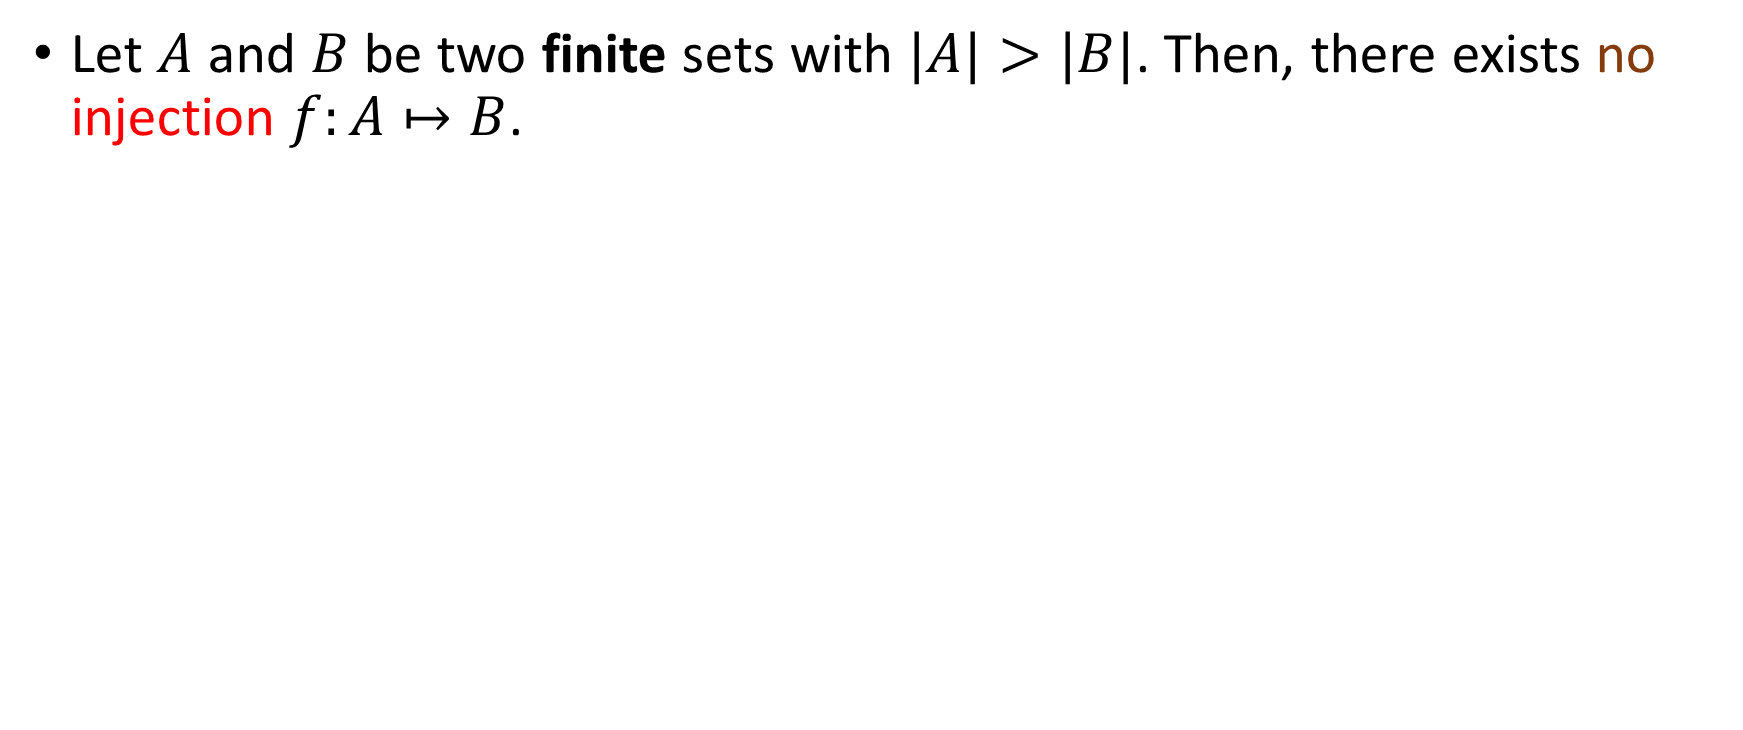 • Let 𝐴 and 𝐵 be two finite sets with |𝐴| > |𝐵|. Then, there exists no
injection 𝑓: 𝐴 ↦ 𝐵.